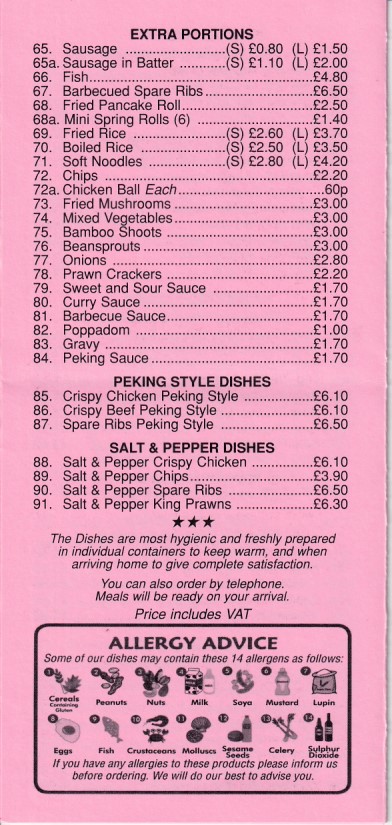 EXTRA PORTIONS
65. Sausage ..........................(S) £0.80 (L) £1.50
65a. Sausage in Batter ............(S) £1.10 (L) £2.00
66. Fish..........................................................£4.80
67. Barbecued Spare Ribs............................£6.50
68. Fried Pancake Roll..................................£2.50
68a. Mini Spring Rolls (6) ................................£1.40
69. Fried Rice ........................(S) £2.60 (L) £3.70
70. Boiled Rice ......................(S) £2.50 (L) £3.50
71. Soft Noodles ....................(S) £2.80 (L) £4.20
72. Chips ......................................................£2.20
72a. Chicken Ball Each......................................60p
73. Fried Mushrooms ....................................£3.00
74. Mixed Vegetables....................................£3.00
75. Bamboo Shoots ......................................£3.00
76. Beansprouts............................................£3.00
77. Onions ....................................................£2.80
78. Prawn Crackers ......................................£2.20
79. Sweet and Sour Sauce ..........................£1.70
80. Curry Sauce ............................................£1.70
81. Barbecue Sauce......................................£1.70
82. Poppadom ..............................................£1.00
83. Gravy ......................................................£1.70
84. Peking Sauce ..........................................£1.70
PEKING STYLE DISHES
85. Crispy Chicken Peking Style ..................£6.10
86. Crispy Beef Peking Style ........................£6.10
87. Spare Ribs Peking Style ........................£6.50
SALT & PEPPER DISHES
88. Salt & Pepper Crispy Chicken ................£6.10
89. Salt & Pepper Chips................................£3.90
90. Salt & Pepper Spare Ribs ......................£6.50
91. Salt & Pepper King Prawns ....................£6.30
★★★
The Dishes are most hygienic and freshly prepared
in individual containers to keep warm, and when
arriving home to give complete satisfaction.
You can also order by telephone.
Meals will be ready on your arrival.
Price includes VAT
ALLERGY ADVICE
Some of our dishes may contain these 14 allergens as follows:
1 2 3 4 5 6 7
Cereals Containing Gluten Peanuts Nuts Milk Soya Mustard Lupin
8 9 10 11 12 13 14
Eggs Fish Crustaceans Molluscs Sesame Seeds Celery Sulphur Dioxide
If you have any allergies to these products please inform us
before ordering. We will do our best to advise you.